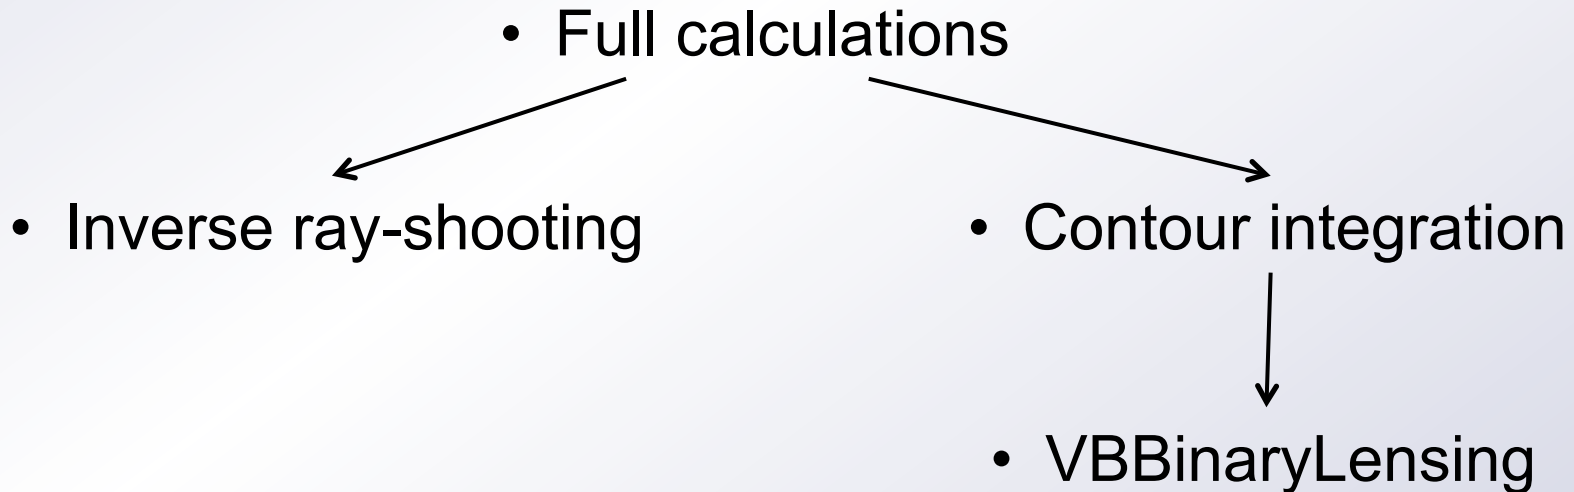 • Full calculations
• Inverse ray-shooting
• Contour integration
• VBBinaryLensing